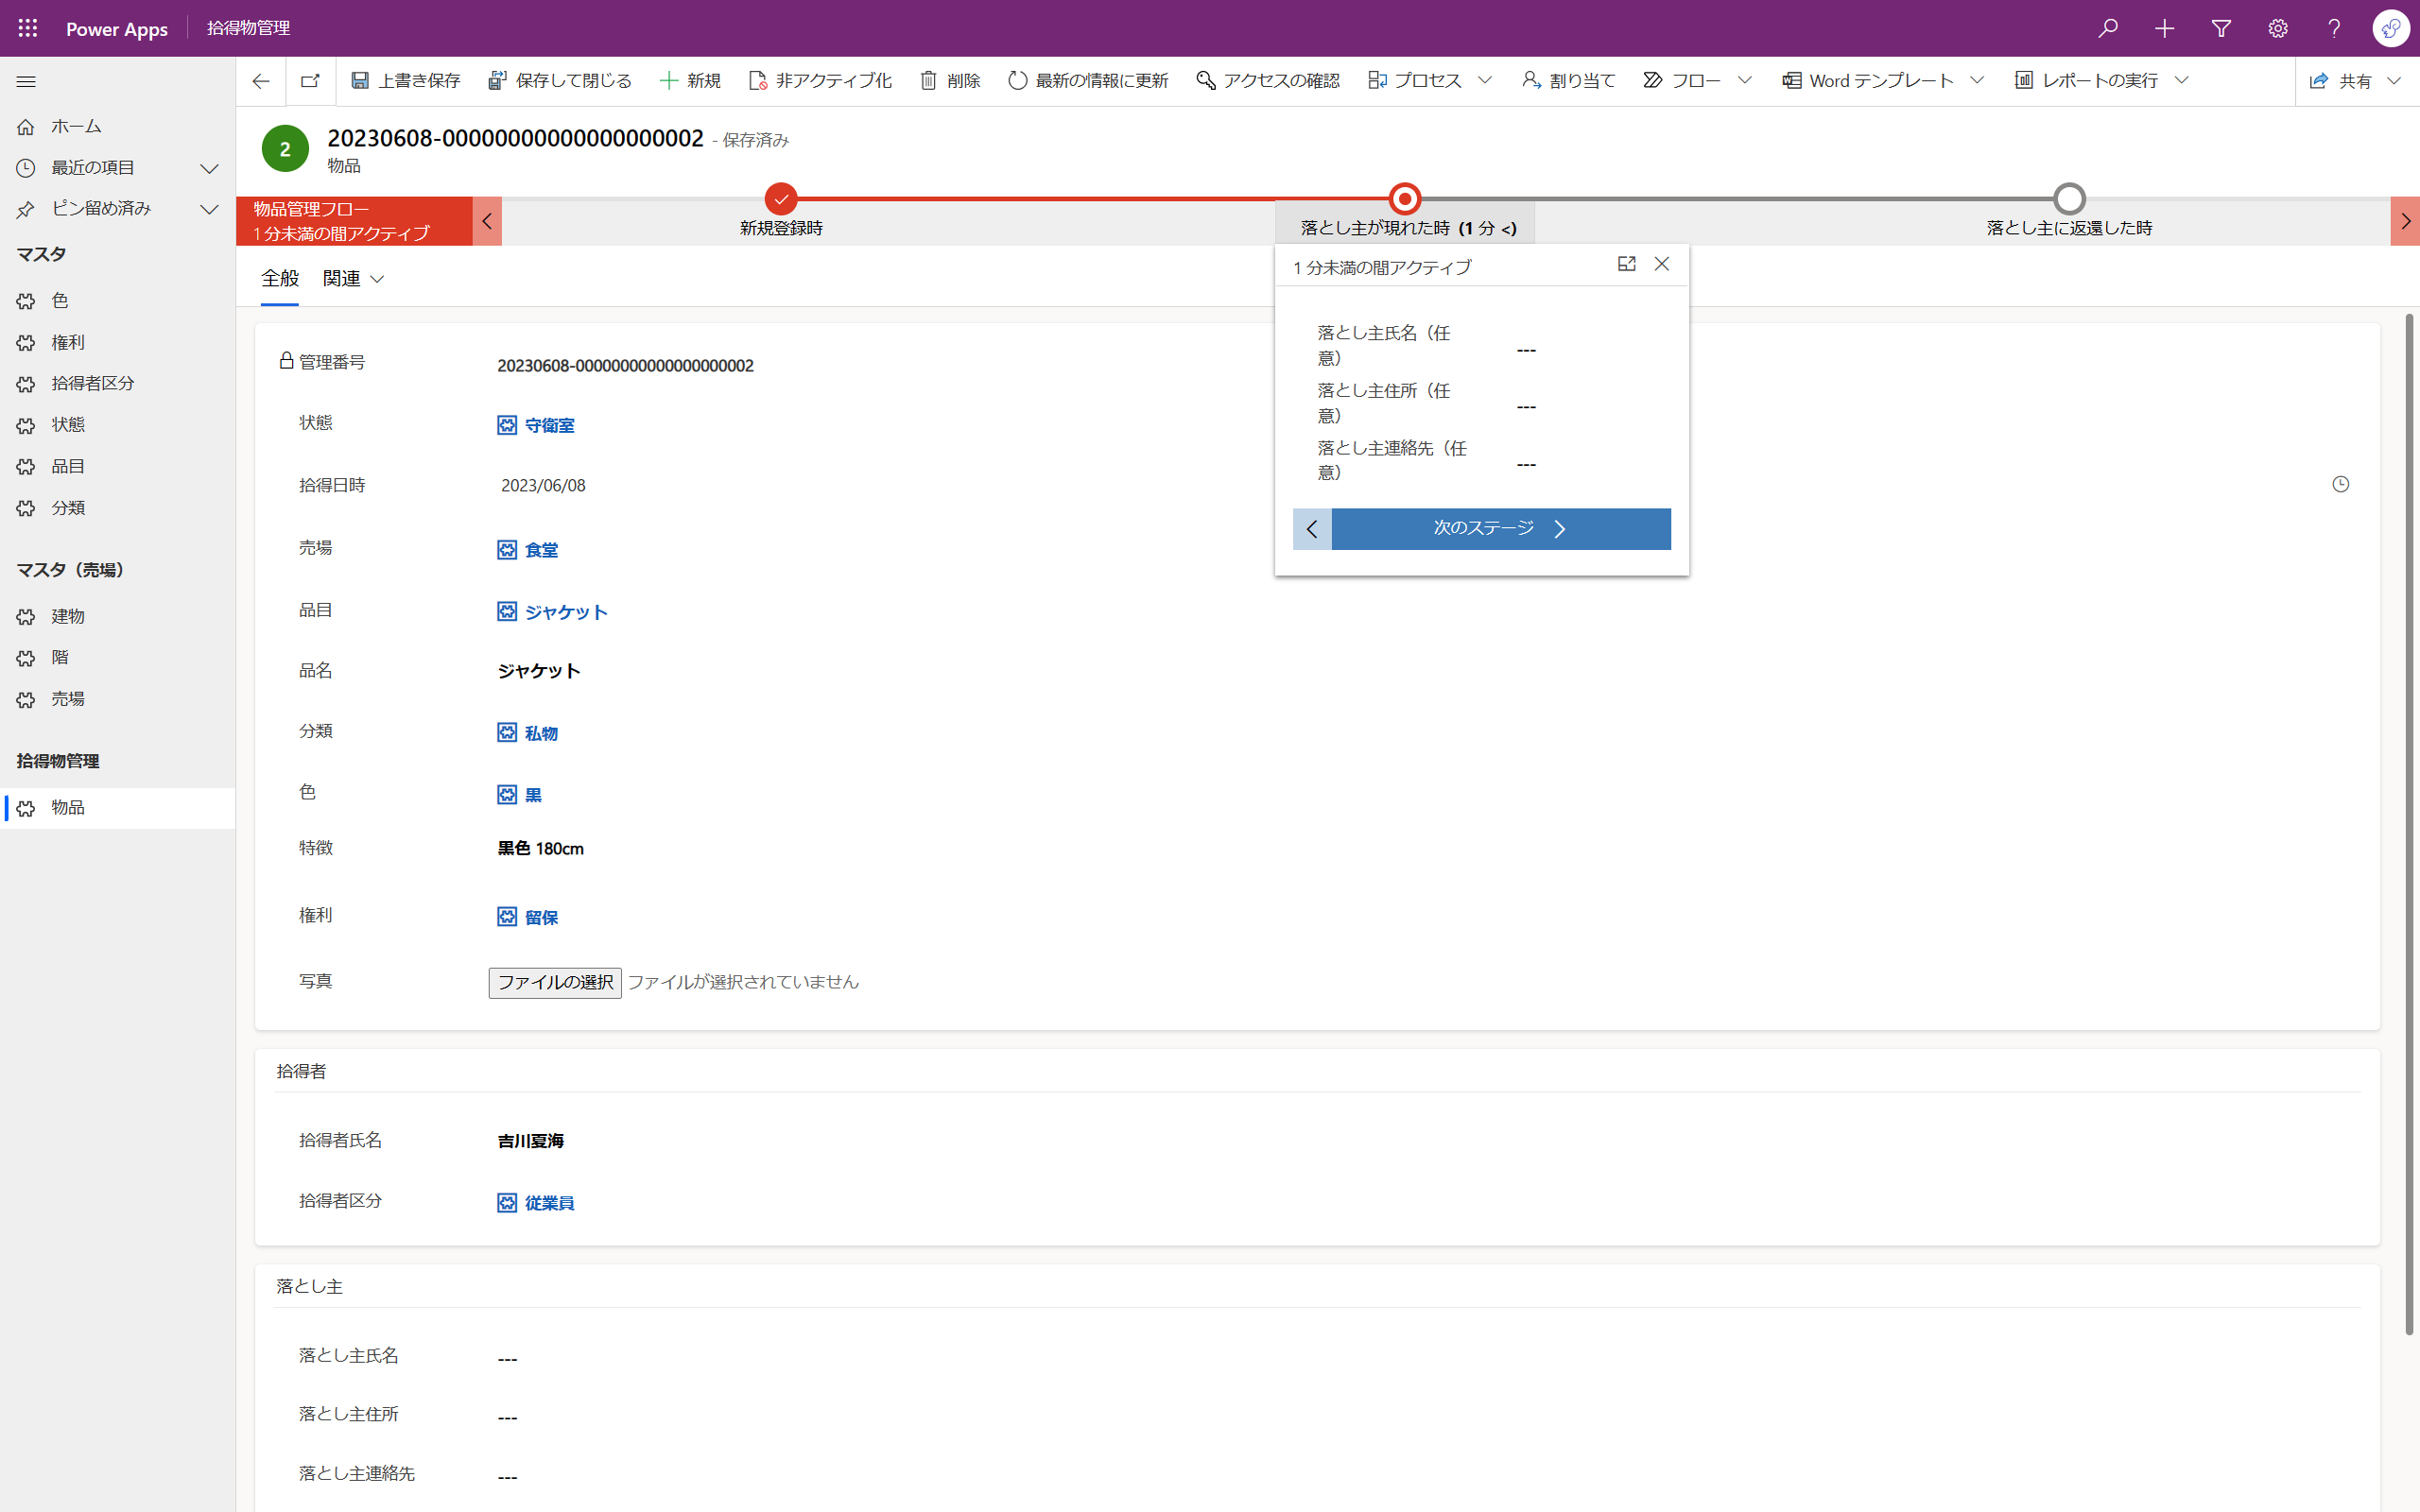 Power Apps
拾得物管理
上書き保存
保存して閉じる
新規
非アクティブ化
削除
最新の情報に更新
アクセスの確認
プロセス
割り当て
フロー
Word テンプレート
レポートの実行
共有
ホーム
最近の項目
ピン留め済み
マスタ
色
権利
拾得者区分
状態
品目
分類
マスタ（売場）
建物
階
売場
拾得物管理
物品
2
20230608-00000000000000000002 - 保存済み
物品
物品管理フロー
1 分未満の間アクティブ
新規登録時
落とし主が現れた時 (1 分 <)
落とし主に返還した時
全般
関連
1 分未満の間アクティブ
落とし主氏名（任
意）
---
落とし主住所（任
意）
---
落とし主連絡先（任
意）
---
次のステージ
管理番号
20230608-00000000000000000002
状態
守衛室
拾得日時
2023/06/08
売場
食堂
品目
ジャケット
品名
ジャケット
分類
私物
色
黒
特徴
黒色 180cm
権利
留保
写真
ファイルの選択 ファイルが選択されていません
拾得者
拾得者氏名
吉川夏海
拾得者区分
従業員
落とし主
落とし主氏名
---
落とし主住所
---
落とし主連絡先
---